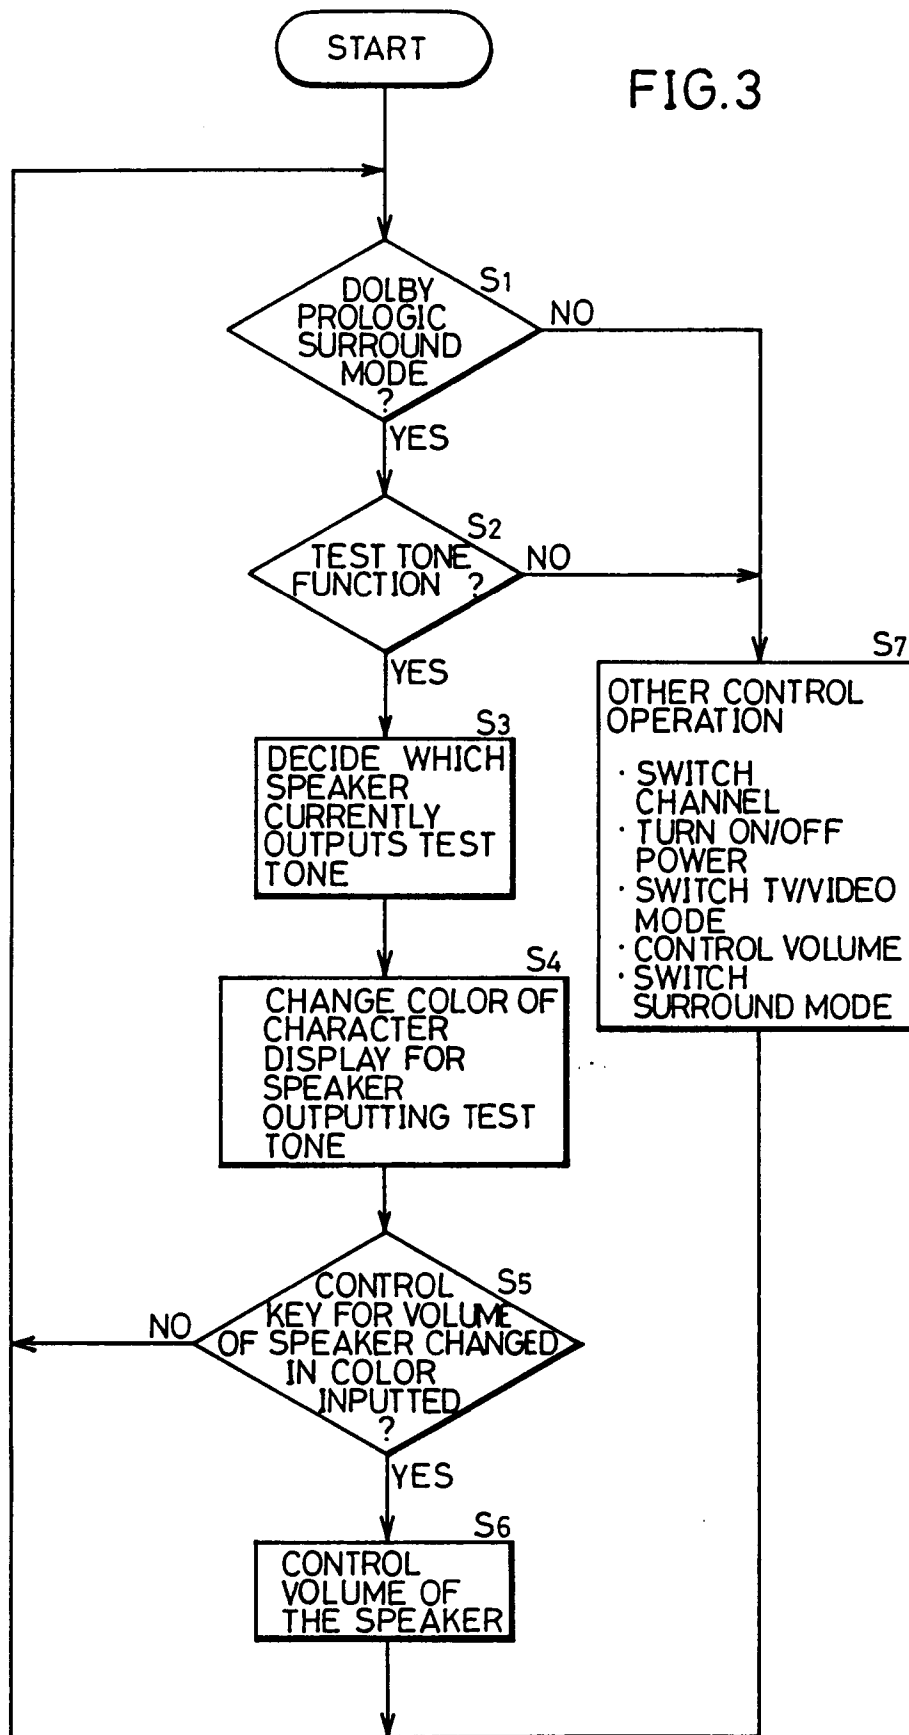 START
FIG.3
S1
DOLBY
PROLOGIC
SURROUND
MODE
?
NO
YES
S2
TEST TONE
FUNCTION ?
NO
YES
S3
DECIDE WHICH
SPEAKER
CURRENTLY
OUTPUTS TEST
TONE
S4
CHANGE COLOR OF
CHARACTER
DISPLAY FOR
SPEAKER
OUTPUTTING TEST
TONE
S5
CONTROL
KEY FOR VOLUME
OF SPEAKER CHANGED
IN COLOR
INPUTTED
?
NO
YES
S6
CONTROL
VOLUME OF
THE SPEAKER
S7
OTHER CONTROL
OPERATION
· SWITCH
CHANNEL
· TURN ON/OFF
POWER
· SWITCH TV/VIDEO
MODE
· CONTROL VOLUME
· SWITCH
SURROUND MODE